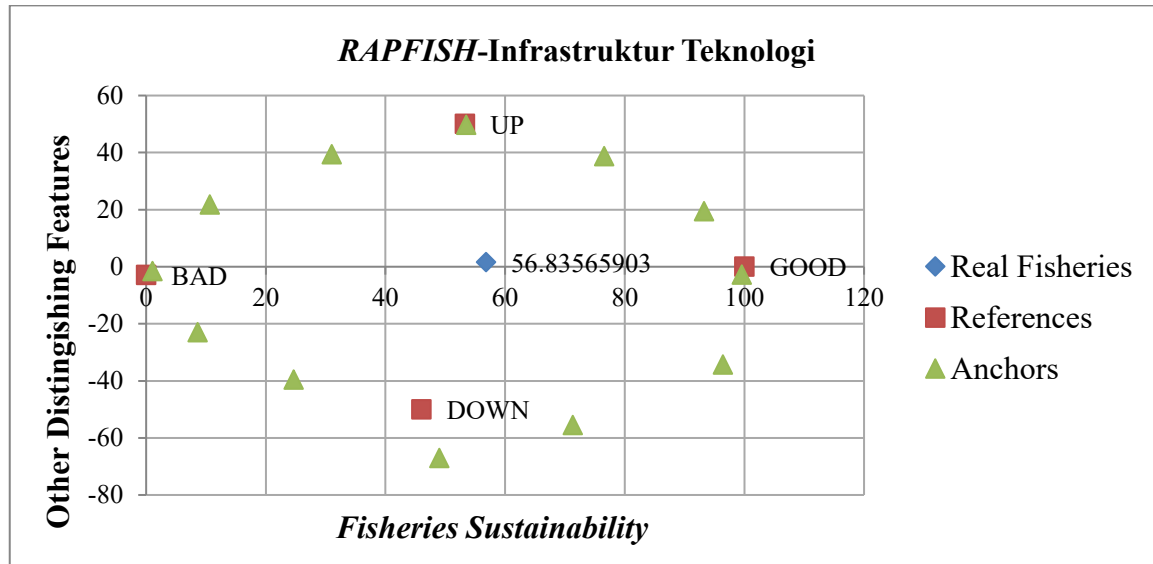 RAPFISH-Infrastruktur Teknologi
Other Distingishing Features
60
40
20
0
-20
-40
-60
-80
0 20 40 60 80 100 120
UP
BAD
56.83565903
GOOD
DOWN
Fisheries Sustainability
Real Fisheries
References
Anchors